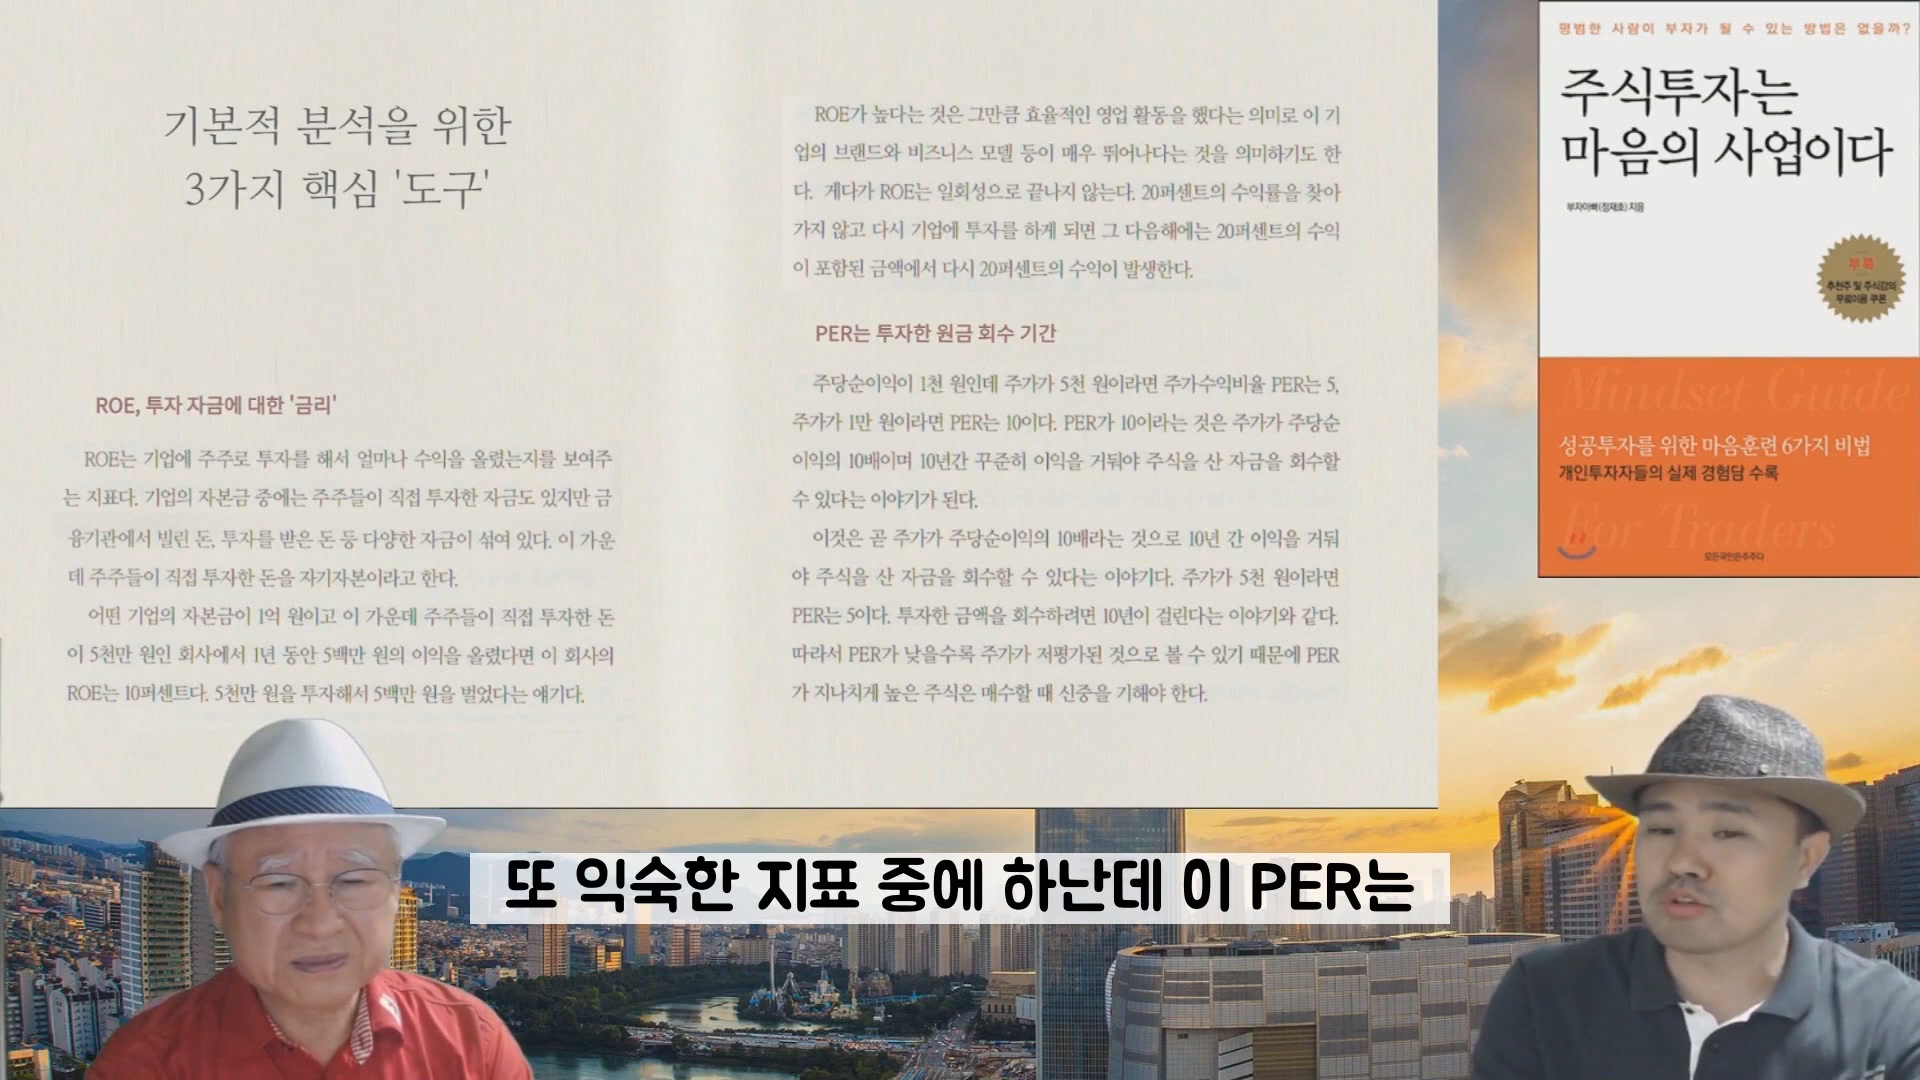 기본적 분석을 위한
3가지 핵심 '도구'
ROE, 투자 자금에 대한 '금리'
ROE는 기업에 주주로 투자를 해서 얼마나 수익을 올렸는지를 보여주
는 지표다. 기업의 자본금 중에는 주주들이 직접 투자한 자금도 있지만 금
융기관에서 빌린 돈, 투자를 받은 돈 등 다양한 자금이 섞여 있다. 이 가운
데 주주들이 직접 투자한 돈을 자기자본이라고 한다.
어떤 기업의 자본금이 1억 원이고 이 가운데 주주들이 직접 투자한 돈
이 5천만 원인 회사에서 1년 동안 5백만 원의 이익을 올렸다면 이 회사의
ROE는 10퍼센트다. 5천만 원을 투자해서 5백만 원을 벌었다는 얘기다.
ROE가 높다는 것은 그만큼 효율적인 영업 활동을 했다는 의미로 이 기
업의 브랜드와 비즈니스 모델 등이 매우 뛰어나다는 것을 의미하기도 한
다. 게다가 ROE는 일회성으로 끝나지 않는다. 20퍼센트의 수익률을 찾아
가지 않고 다시 기업에 투자를 하게 되면 그 다음해에는 20퍼센트의 수익
이 포함된 금액에서 다시 20퍼센트의 수익이 발생한다.
PER는 투자한 원금 회수 기간
주당순이익이 1천 원인데 주가가 5천 원이라면 주가수익비율 PER는 5,
주가가 1만 원이라면 PER는 10이다. PER가 10이라는 것은 주가가 주당순
이익의 10배이며 10년간 꾸준히 이익을 거둬야 주식을 산 자금을 회수할
수 있다는 이야기가 된다.
이것은 곧 주가가 주당순이익의 10배라는 것으로 10년 간 이익을 거둬
야 주식을 산 자금을 회수할 수 있다는 이야기다. 주가가 5천 원이라면
PER는 5이다. 투자한 금액을 회수하려면 10년이 걸린다는 이야기와 같다.
따라서 PER가 낮을수록 주가가 저평가된 것으로 볼 수 있기 때문에 PER
가 지나치게 높은 주식은 매수할 때 신중을 기해야 한다.
평범한 사람이 부자가 될 수 있는 방법은 없을까?
주식투자는
마음의 사업이다
부자아빠(정재호) 지음
부록
추천주 및 주식강의
무료이용 쿠폰
Mindset Guide
성공투자를 위한 마음훈련 6가지 비법
개인투자자들의 실제 경험담 수록
For Traders
모든국민은주주다
또 익숙한 지표 중에 하난데 이 PER는